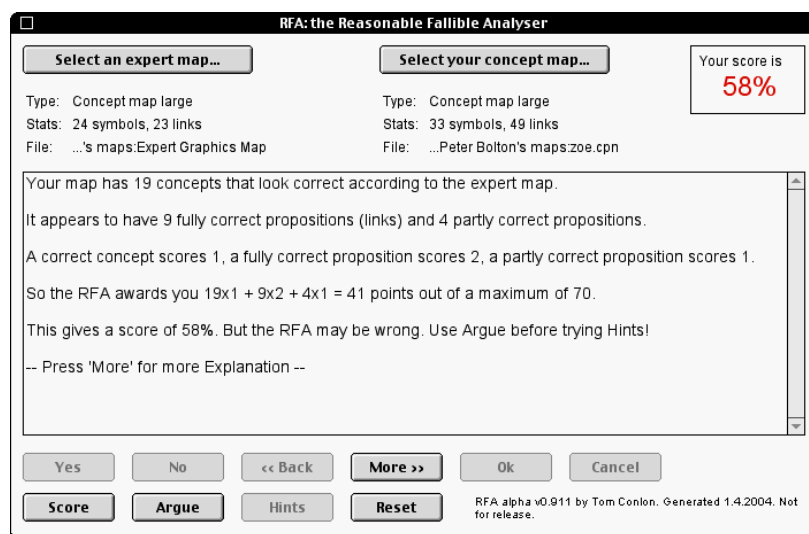 RFA: the Reasonable Fallible Analyser
Select an expert map...
Select your concept map...
Your score is
58%
Type: Concept map large
Stats: 24 symbols, 23 links
File: ...'s maps:Expert Graphics Map
Type: Concept map large
Stats: 33 symbols, 49 links
File: ...Peter Bolton's maps:zoe.cpn
Your map has 19 concepts that look correct according to the expert map.
It appears to have 9 fully correct propositions (links) and 4 partly correct propositions.
A correct concept scores 1, a fully correct proposition scores 2, a partly correct proposition scores 1.
So the RFA awards you 19x1 + 9x2 + 4x1 = 41 points out of a maximum of 70.
This gives a score of 58%. But the RFA may be wrong. Use Argue before trying Hints!
-- Press 'More' for more Explanation --
Yes
No
<< Back
More >>
Ok
Cancel
Score
Argue
Hints
Reset
RFA alpha v0.911 by Tom Conlon. Generated 1.4.2004. Not
for release.